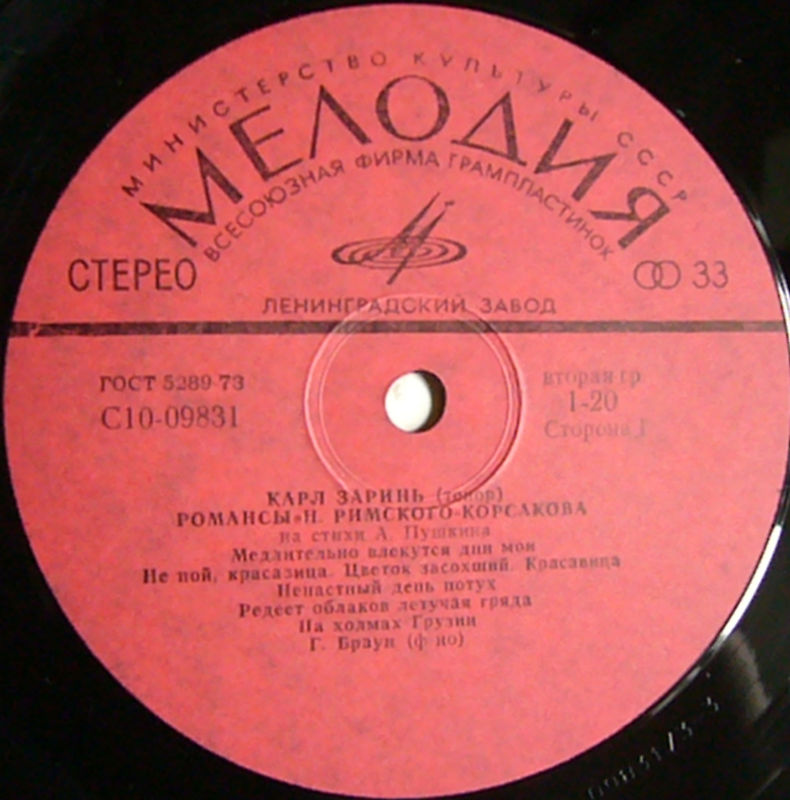 МИНИСТЕРСТВО КУЛЬТУРЫ СССР
МЕЛОДИЯ
ВСЕСОЮЗНАЯ ФИРМА ГРАМПЛАСТИНОК
СТЕРЕО
33
ЛЕНИНГРАДСКИЙ ЗАВОД
ГОСТ 5289-73
вторая гр
С10-09831
1-20
Сторона 1
КАРЛ ЗАРИНЬ (тенор)
РОМАНСЫ Н. РИМСКОГО-КОРСАКОВА
на стихи А. Пушкина
Медлительно влекутся дни мои
Не пой, красавица. Цветок засохший. Красавица
Ненастный день потух
Редеет облаков летучая гряда
На холмах Грузии
Г. Браун (ф-но)